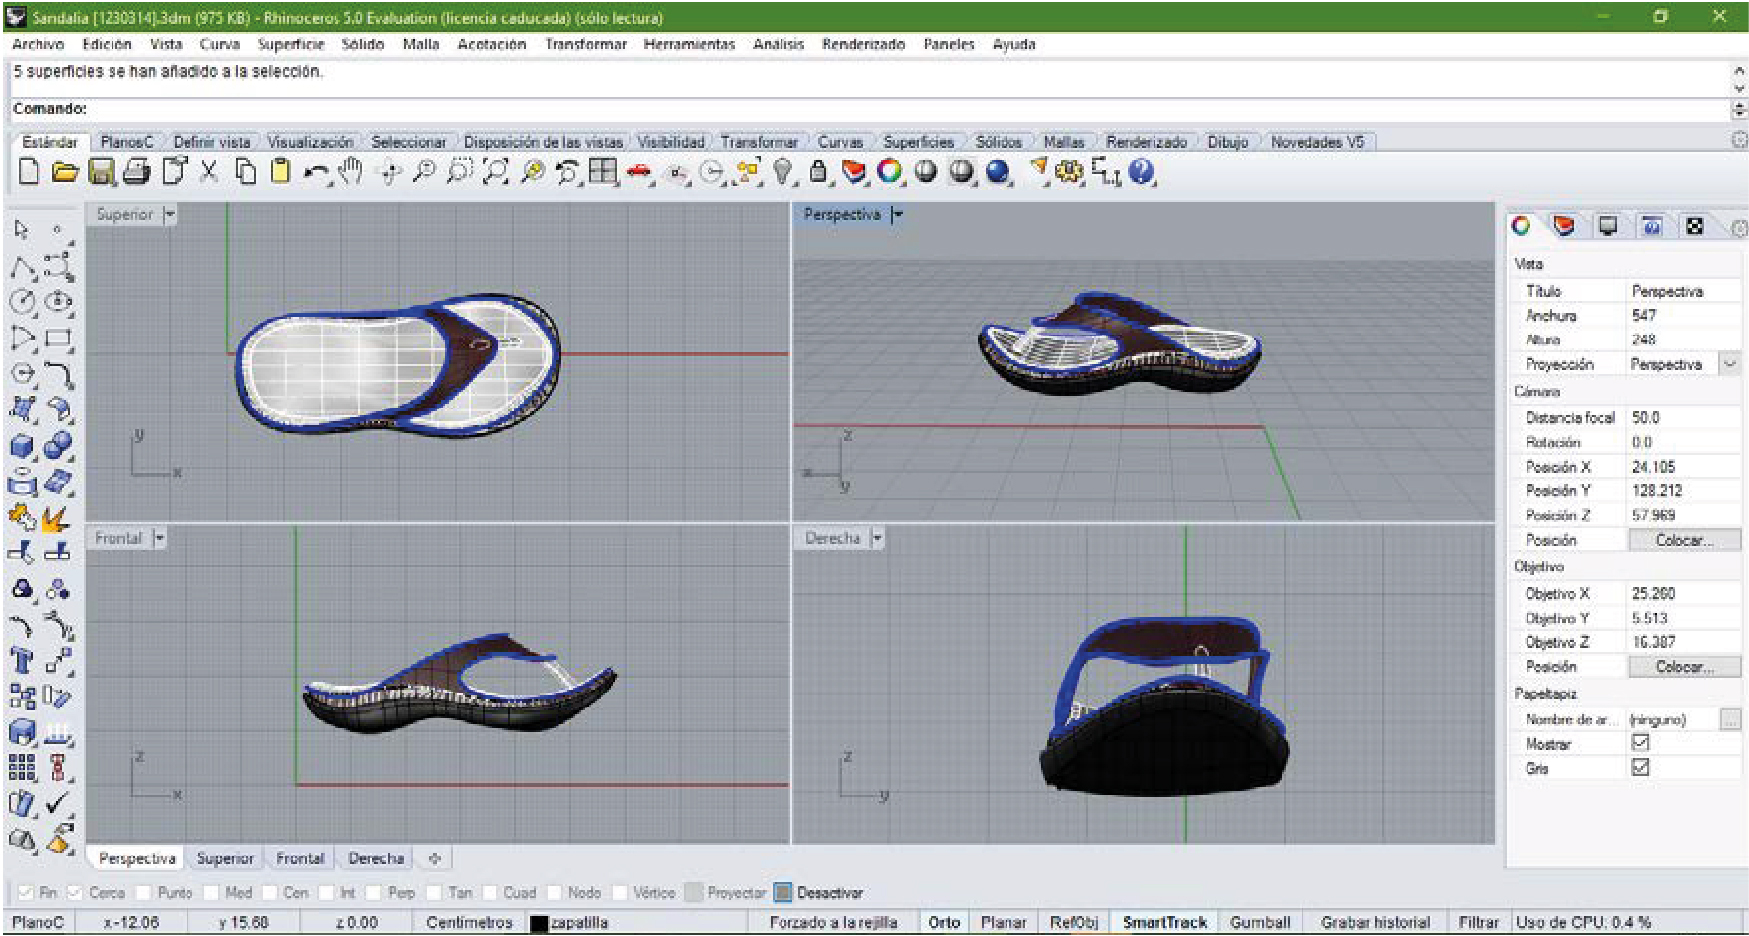 Sandalia [1230314].3dm (975 KB) - Rhinoceros 5.0 Evaluation (licencia caducada) (sólo lectura)
Archivo Edición Vista Curva Superficie Sólido Malla Acotación Transformar Herramientas Análisis Renderizado Paneles Ayuda
5 superficies se han añadido a la selección.
Comando:
Estándar PlanosC Definir vista Visualización Seleccionar Disposición de las vistas Visibilidad Transformar Curvas Superficies Sólidos Mallas Renderizado Dibujo Novedades V5
Superior
y
x
Perspectiva
z
x
y
Frontal
z
x
Derecha
z
y
Vista
Título Perspectiva
Anchura 547
Altura 248
Proyección Perspectiva
Cámara
Distancia focal 50.0
Rotación 0.0
Posición X 24.105
Posición Y 128.212
Posición Z 57.969
Posición Colocar...
Objetivo
Objetivo X 25.260
Objetivo Y 5.513
Objetivo Z 16.387
Posición Colocar...
Papeltapiz
Nombre de ar... (ninguno) ...
Mostrar
Gris
Perspectiva Superior Frontal Derecha
Fin Cerca Punto Med Cen Int Perp Tan Cuad Nodo Vértice Proyectar Desactivar
PlanoC x -12.06 y 15.68 z 0.00 Centímetros zapatilla Forzado a la rejilla Orto Planar RefObj SmartTrack Gumball Grabar historial Filtrar Uso de CPU: 0.4 %